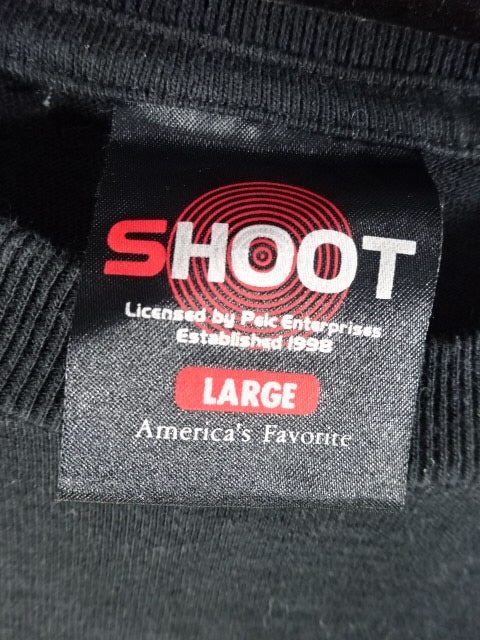 SHOOT
Licensed by Pelc Enterprises
Established 1998
LARGE
America's Favorite